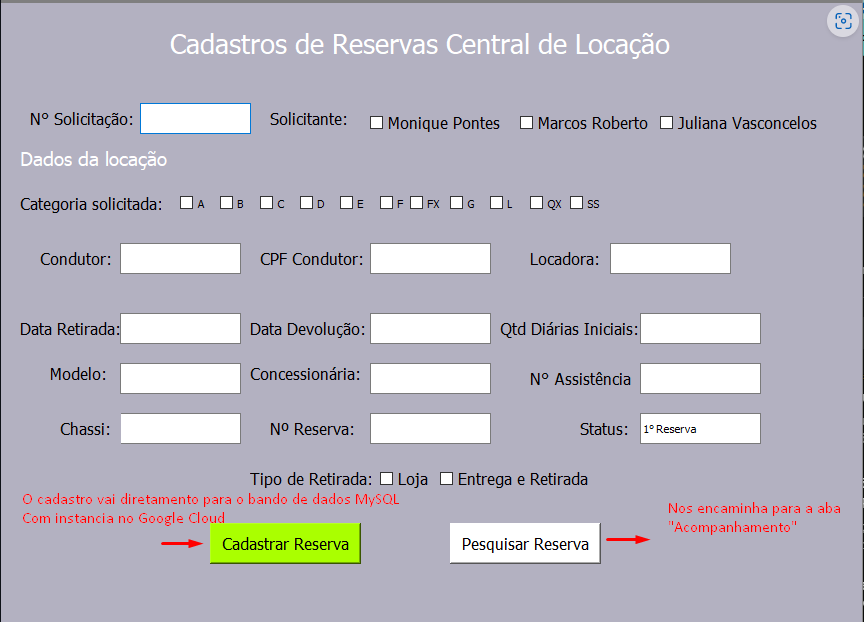 Cadastros de Reservas Central de Locação
N° Solicitação: Solicitante: Monique Pontes Marcos Roberto Juliana Vasconcelos
Dados da locação
Categoria solicitada: A B C D E F FX G L QX SS
Condutor: CPF Condutor: Locadora:
Data Retirada: Data Devolução: Qtd Diárias Iniciais:
Modelo: Concessionária: N° Assistência
Chassi: Nº Reserva: Status: 1º Reserva
Tipo de Retirada: Loja Entrega e Retirada
O cadastro vai diretamento para o bando de dados MySQL
Com instancia no Google Cloud
Nos encaminha para a aba
"Acompanhamento"
Cadastrar Reserva Pesquisar Reserva